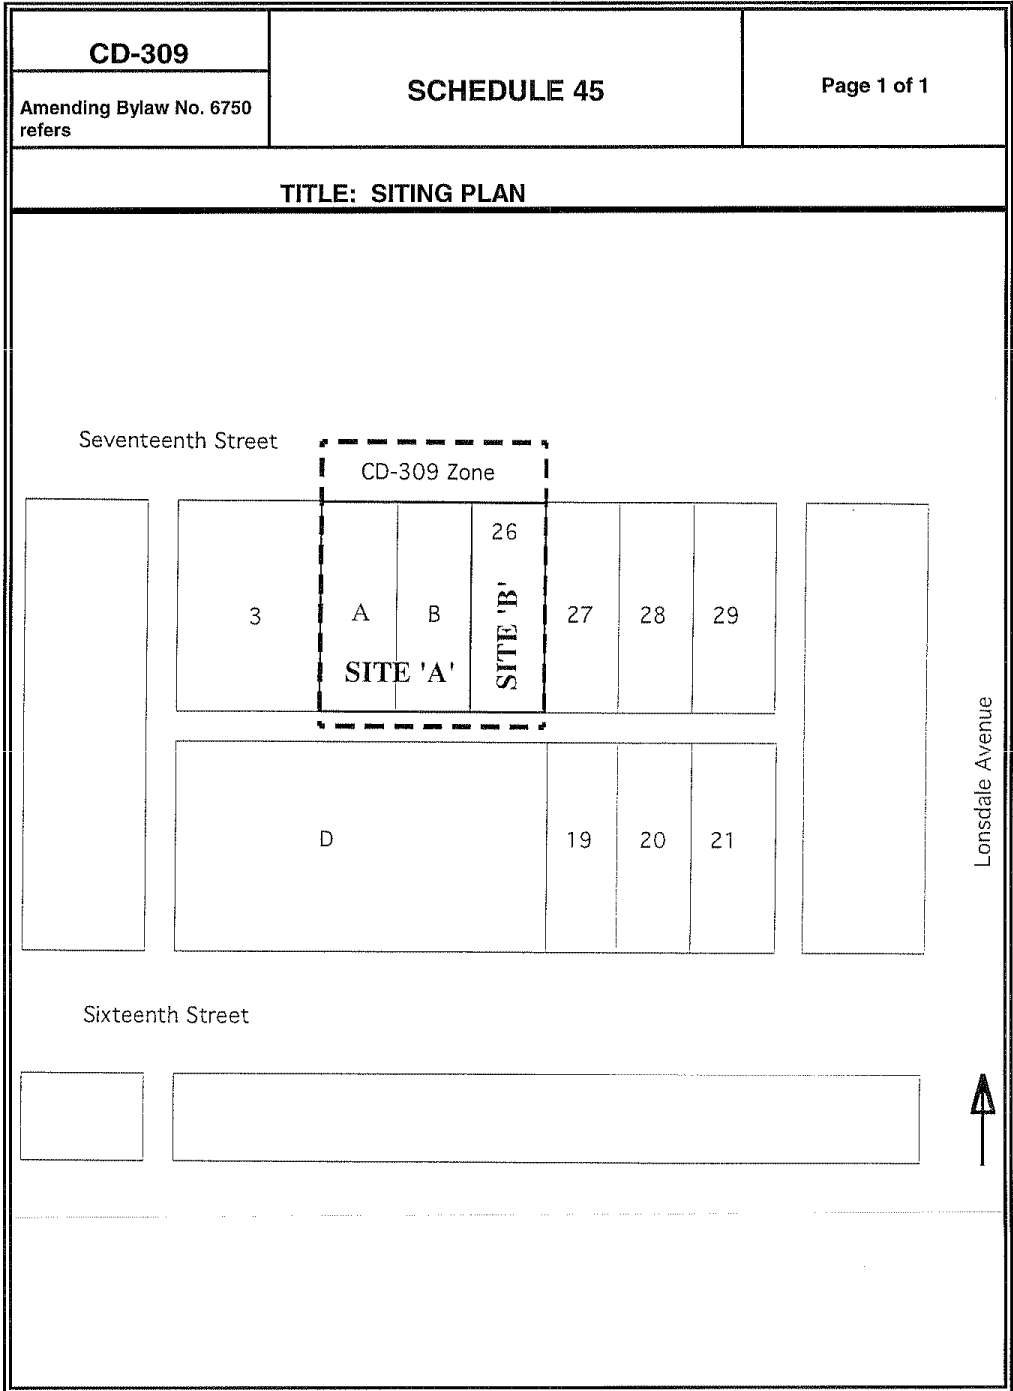 CD-309
Amending Bylaw No. 6750
refers
SCHEDULE 45
Page 1 of 1
TITLE: SITING PLAN
Seventeenth Street
CD-309 Zone
26
3
A
B
27
28
29
SITE 'A'
SITE 'B'
Lonsdale Avenue
D
19
20
21
Sixteenth Street